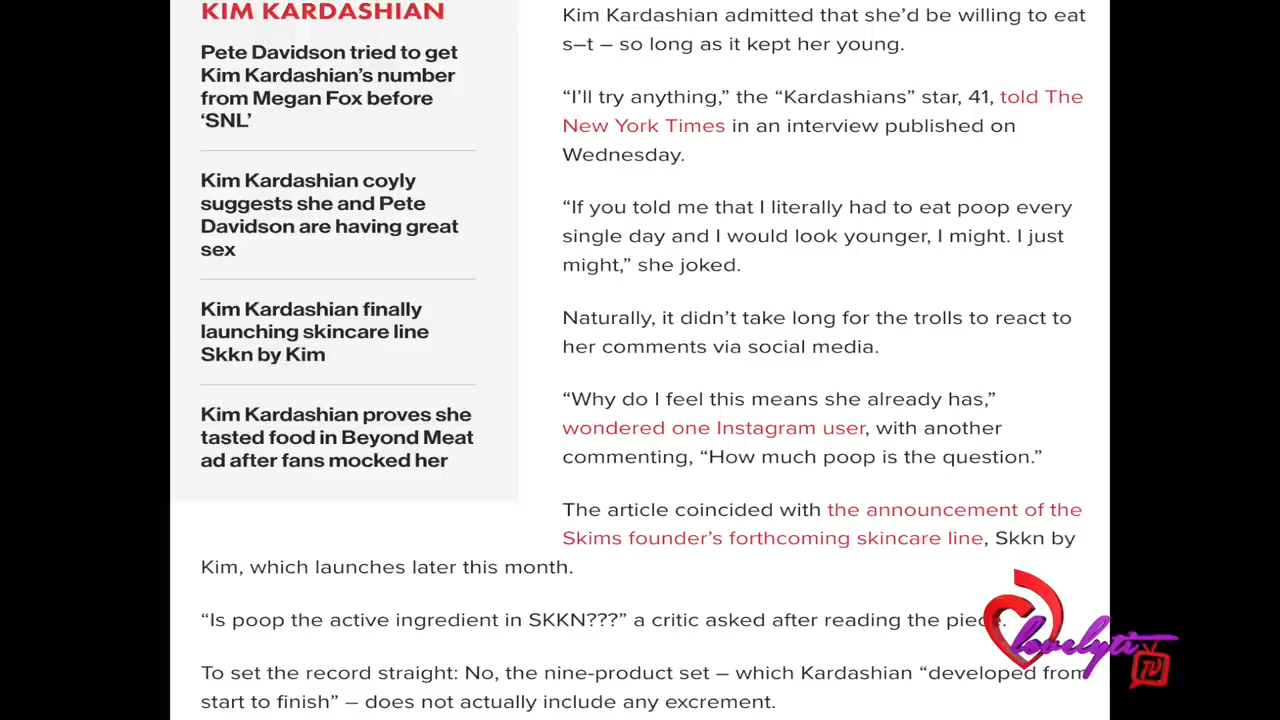 KIM KARDASHIAN
Pete Davidson tried to get
Kim Kardashian’s number
from Megan Fox before
‘SNL’
Kim Kardashian coyly
suggests she and Pete
Davidson are having great
sex
Kim Kardashian finally
launching skincare line
Skkn by Kim
Kim Kardashian proves she
tasted food in Beyond Meat
ad after fans mocked her
Kim Kardashian admitted that she’d be willing to eat
s–t – so long as it kept her young.
“I’ll try anything,” the “Kardashians” star, 41, told The
New York Times in an interview published on
Wednesday.
“If you told me that I literally had to eat poop every
single day and I would look younger, I might. I just
might,” she joked.
Naturally, it didn’t take long for the trolls to react to
her comments via social media.
“Why do I feel this means she already has,”
wondered one Instagram user, with another
commenting, “How much poop is the question.”
The article coincided with the announcement of the
Skims founder’s forthcoming skincare line, Skkn by
Kim, which launches later this month.
“Is poop the active ingredient in SKKN???” a critic asked after reading the piece.
To set the record straight: No, the nine-product set – which Kardashian “developed from
start to finish” – does not actually include any excrement.
lovelyti
TV